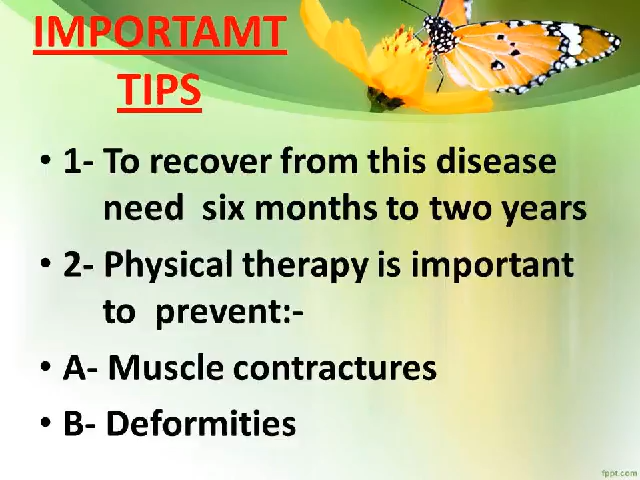 IMPORTAMT
TIPS
• 1- To recover from this disease
need six months to two years
• 2- Physical therapy is important
to prevent:-
• A- Muscle contractures
• B- Deformities
fppt.com